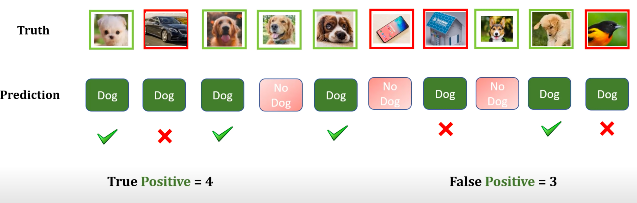 Truth
Prediction
Dog
Dog
Dog
No
Dog
Dog
No
Dog
Dog
No
Dog
Dog
Dog
True Positive = 4
False Positive = 3